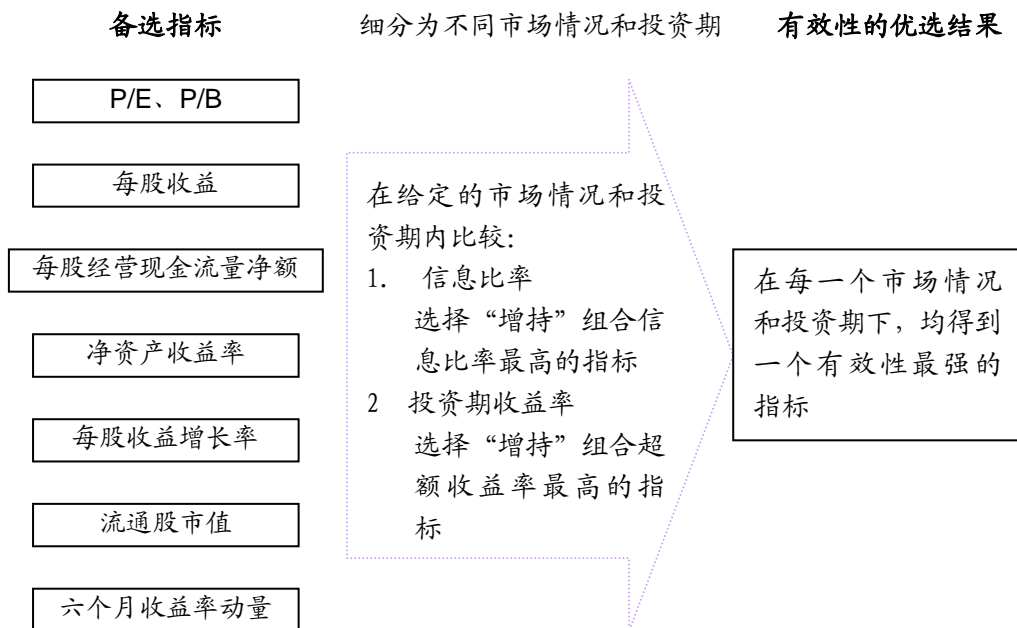 备选指标
细分为不同市场情况和投资期
有效性的优选结果
P/E、P/B
每股收益
每股经营现金流量净额
净资产收益率
每股收益增长率
流通股市值
六个月收益率动量
在给定的市场情况和投
资期内比较：
1. 信息比率
选择“增持”组合信
息比率最高的指标
2 投资期收益率
选择“增持”组合超
额收益率最高的指
标
在每一个市场情况
和投资期下，均得到
一个有效性最强的
指标